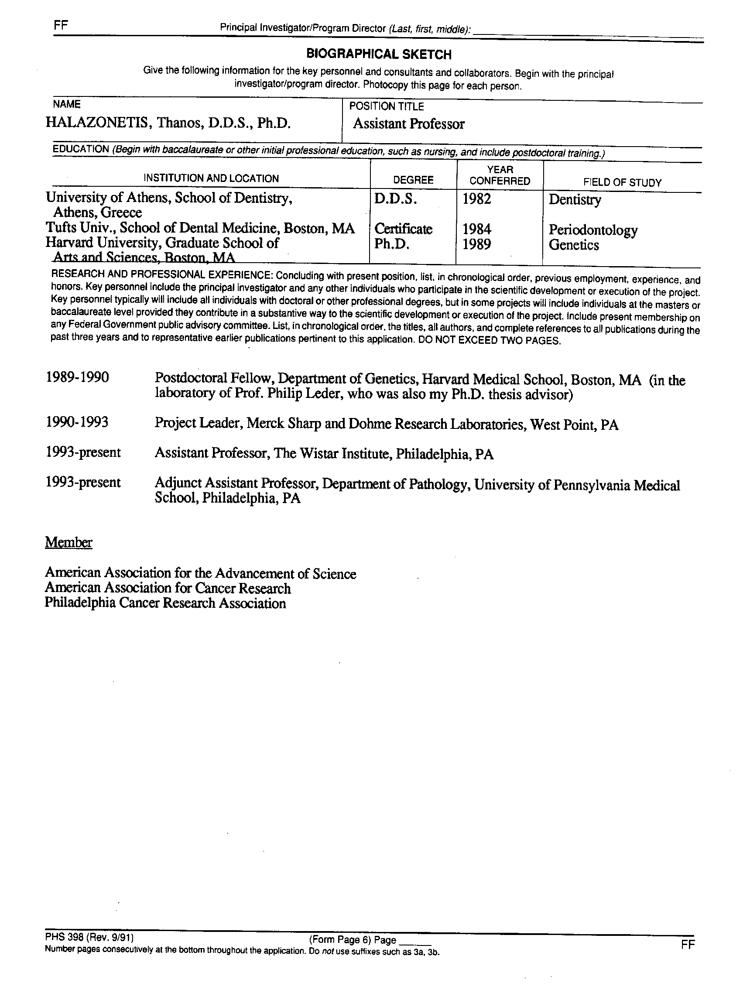 FF
Principal Investigator/Program Director (Last, first, middle):
BIOGRAPHICAL SKETCH
Give the following information for the key personnel and consultants and collaborators. Begin with the principal
investigator/program director. Photocopy this page for each person.
NAME
POSITION TITLE
HALAZONETIS, Thanos, D.D.S., Ph.D.
Assistant Professor
EDUCATION (Begin with baccalaureate or other initial professional education, such as nursing, and include postdoctoral training.)
INSTITUTION AND LOCATION
DEGREE
YEAR
CONFERRED
FIELD OF STUDY
University of Athens, School of Dentistry, D.D.S. 1982 Dentistry
Athens, Greece
Tufts Univ., School of Dental Medicine, Boston, MA Certificate 1984 Periodontology
Harvard University, Graduate School of Ph.D. 1989 Genetics
Arts and Sciences, Boston, MA
RESEARCH AND PROFESSIONAL EXPERIENCE: Concluding with present position, list, in chronological order, previous employment, experience, and
honors. Key personnel include the principal investigator and any other individuals who participate in the scientific development or execution of the project.
Key personnel typically will include all individuals with doctoral or other professional degrees, but in some projects will include individuals at the masters or
baccalaureate level provided they contribute in a substantive way to the scientific development or execution of the project. Include present membership on
any Federal Government public advisory committee. List, in chronological order, the titles, all authors, and complete references to all publications during the
past three years and to representative earlier publications pertinent to this application. DO NOT EXCEED TWO PAGES.
1989-1990 Postdoctoral Fellow, Department of Genetics, Harvard Medical School, Boston, MA (in the
laboratory of Prof. Philip Leder, who was also my Ph.D. thesis advisor)
1990-1993 Project Leader, Merck Sharp and Dohme Research Laboratories, West Point, PA
1993-present Assistant Professor, The Wistar Institute, Philadelphia, PA
1993-present Adjunct Assistant Professor, Department of Pathology, University of Pennsylvania Medical
School, Philadelphia, PA
Member
American Association for the Advancement of Science
American Association for Cancer Research
Philadelphia Cancer Research Association
PHS 398 (Rev. 9/91) (Form Page 6) Page
FF
Number pages consecutively at the bottom throughout the application. Do not use suffixes such as 3a, 3b.